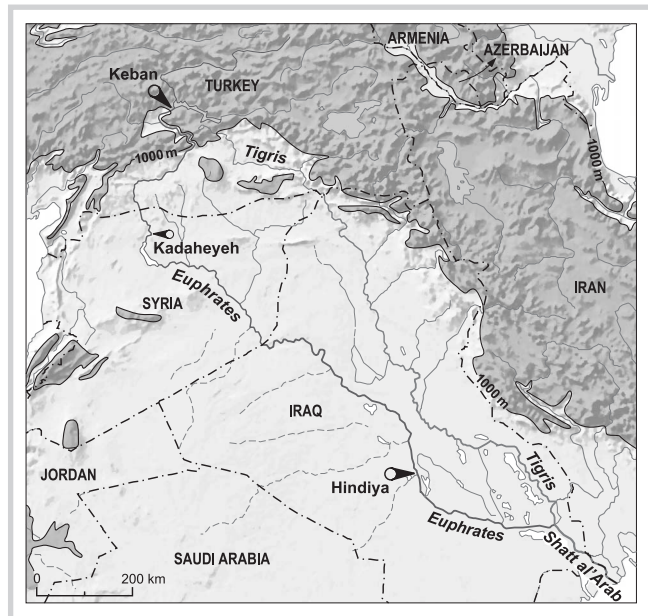 ARMENIA
AZERBAIJAN
Keban
TURKEY
1000 m
Tigris
1000 m
Kadaheyeh
Euphrates
SYRIA
IRAN
1000 m
IRAQ
JORDAN
Hindiya
Tigris
Euphrates
Shatt al'Arab
SAUDI ARABIA
0 200 km